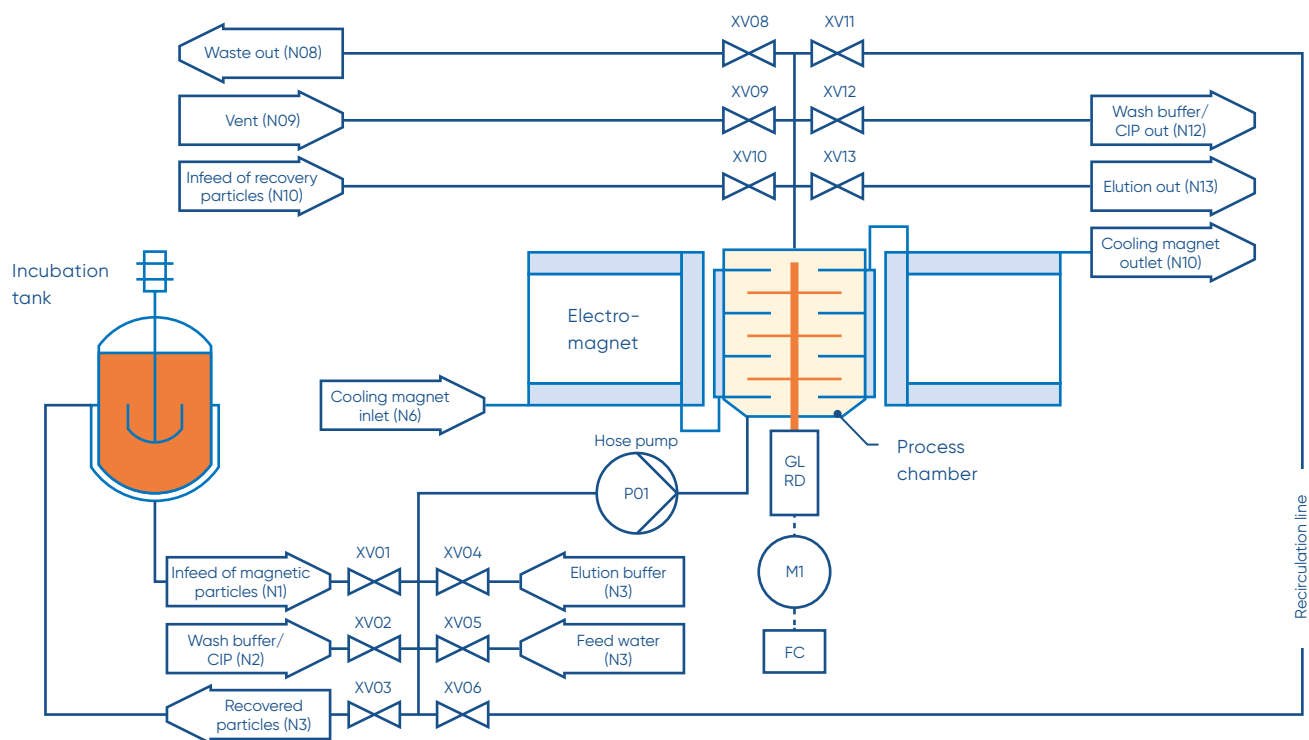 XV08
XV11
Waste out (N08)
XV09
XV12
Vent (N09)
Wash buffer/
CIP out (N12)
XV10
XV13
Infeed of recovery
particles (N10)
Elution out (N13)
Cooling magnet
outlet (N10)
Incubation
tank
Electro-
magnet
Cooling magnet
inlet (N6)
Process
chamber
Hose pump
P01
GL
RD
M1
FC
XV01
XV04
Infeed of magnetic
particles (N1)
Elution buffer
(N3)
XV02
XV05
Wash buffer/
CIP (N2)
Feed water
(N3)
XV03
XV06
Recovered
particles (N3)
Recirculation line